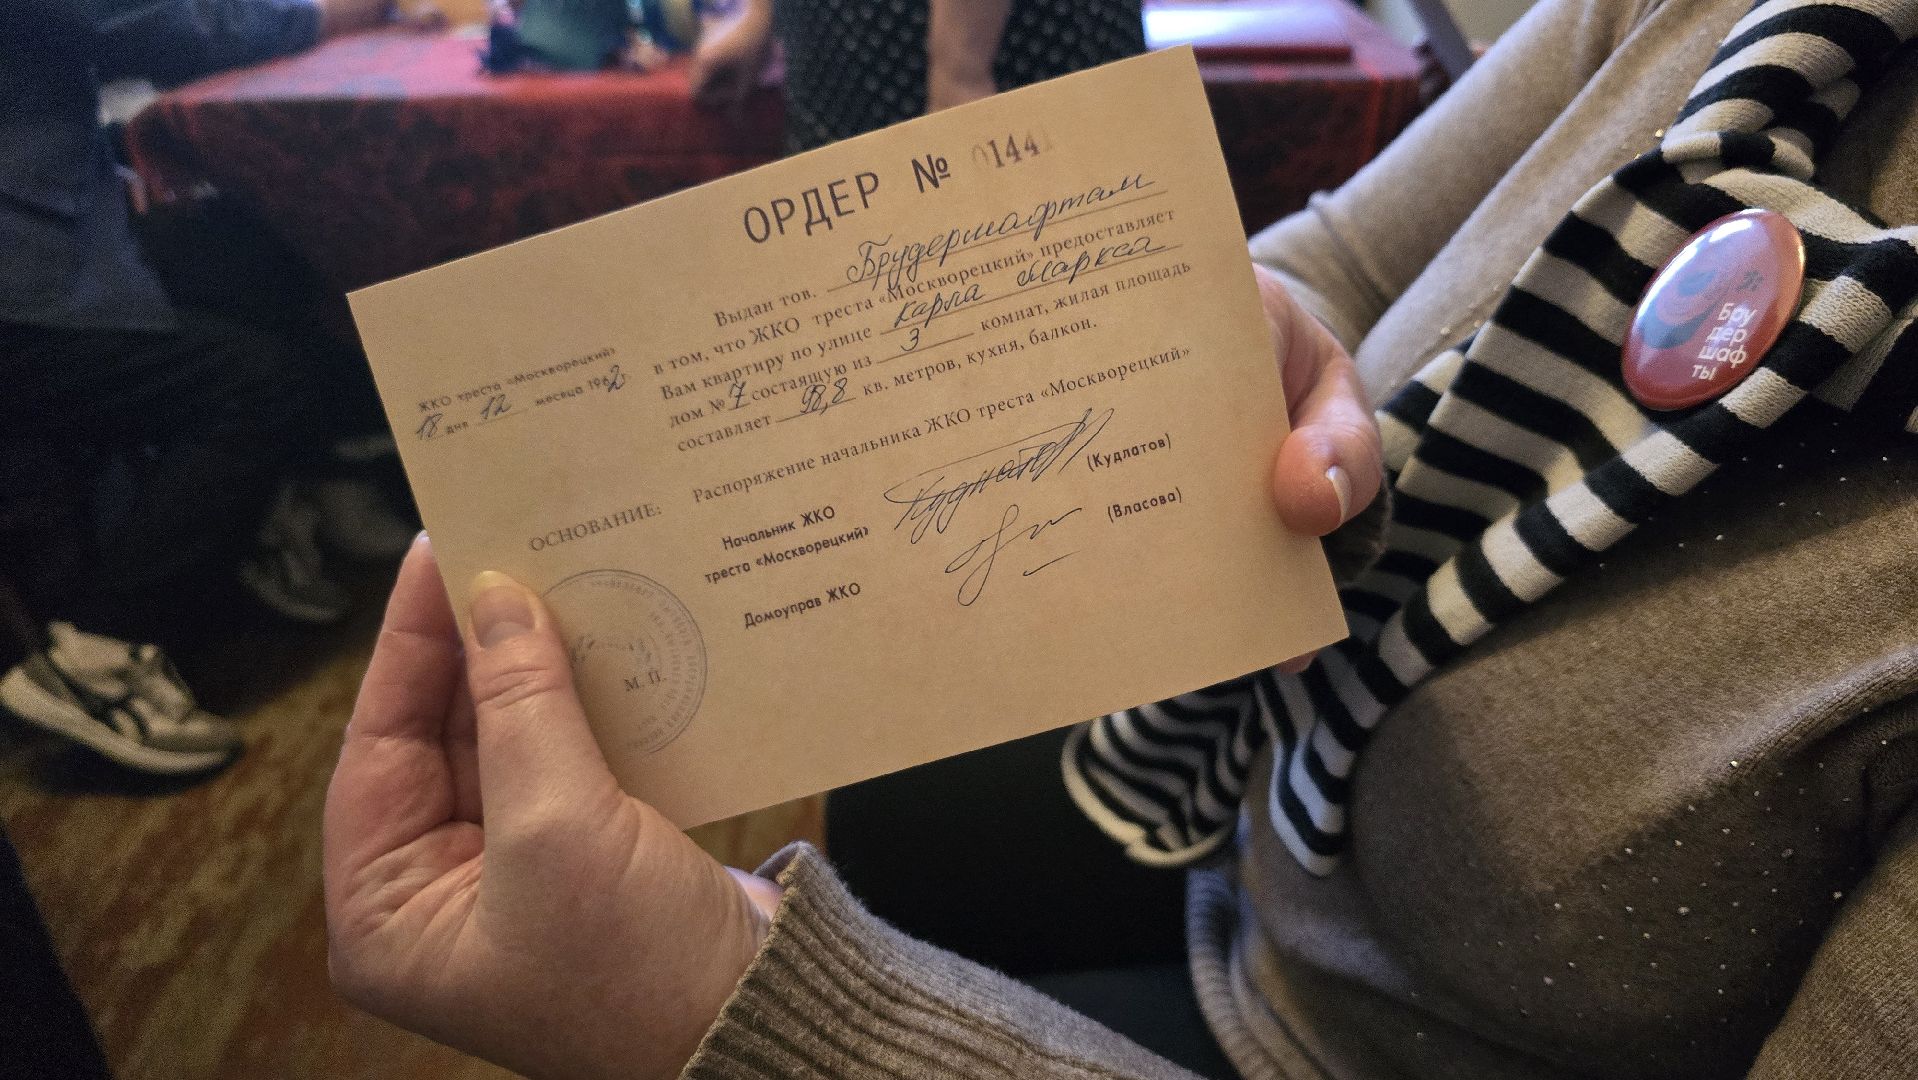 ОРДЕР № 0144
Выдан тов. Брудершафтам
в том, что ЖКО треста «Москворецкий» предоставляет
Вам квартиру по улице Карла Маркса
дом № 7 состаящую из 3 комнат, жилая площадь
составляет 98,8 кв. метров, кухня, балкон.
ЖКО треста «Москворецкий»
18 дня 12 месяца 1962
ОСНОВАНИЕ: Распоряжение начальника ЖКО треста «Москворецкий»
Начальник ЖКО
треста «Москворецкий» (Кудлатов)
Домоуправ ЖКО (Власова)
М. П.
Бру
дер
шаф
ты